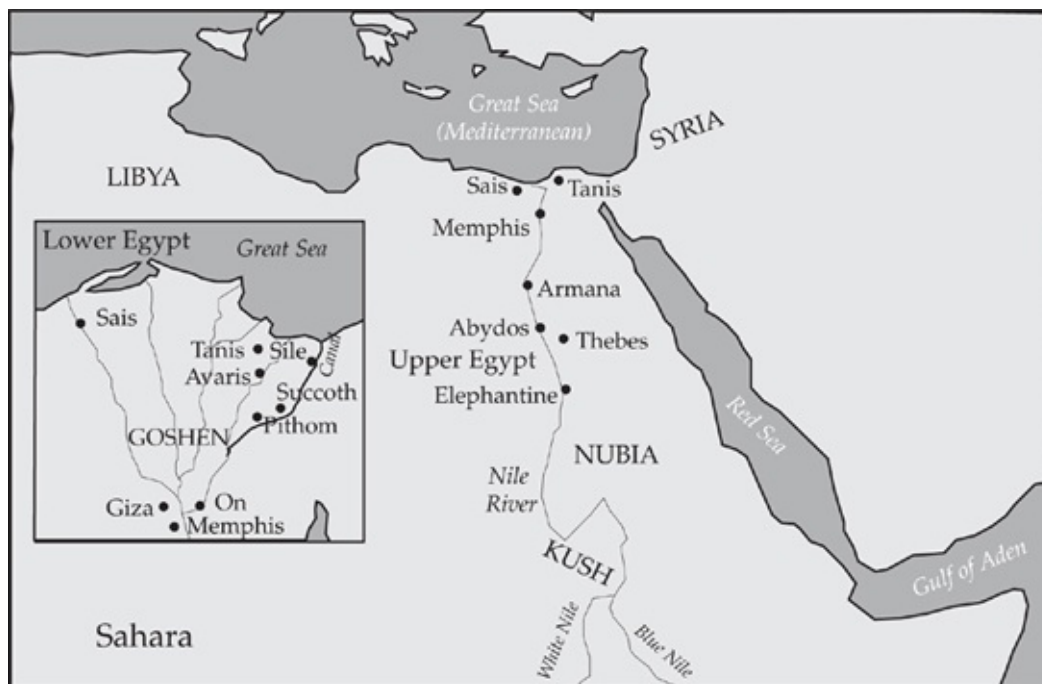 Great Sea
(Mediterranean)
SYRIA
LIBYA
Sais
Tanis
Memphis
Armana
Abydos
Thebes
Upper Egypt
Elephantine
Red Sea
NUBIA
Nile
River
KUSH
Gulf of Aden
White Nile
Blue Nile
Sahara
Lower Egypt
Great Sea
Sais
Tanis
Sile
Canal
Avaris
Succoth
Pithom
GOSHEN
Giza
On
Memphis